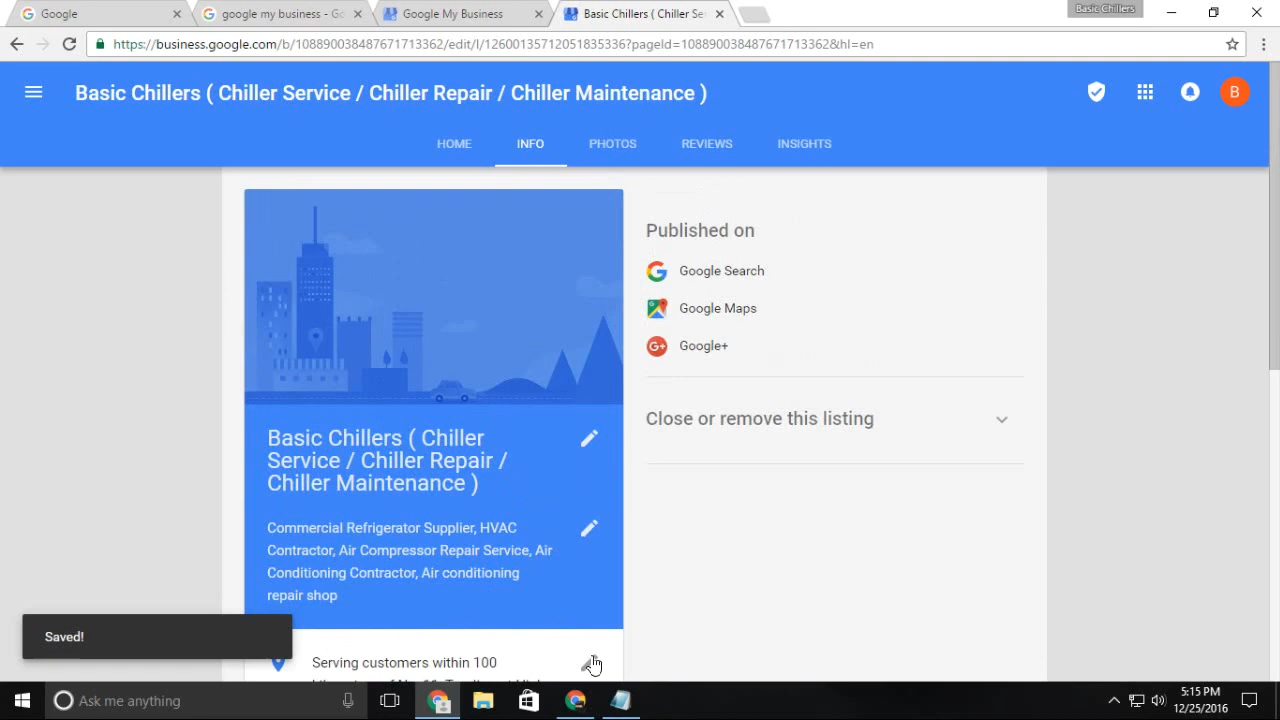 Google
google my business - Go
Google My Business
Basic Chillers ( Chiller Se
Basic Chillers
https://business.google.com/b/108890038487671713362/edit/l/12600135712051835336?pageId=108890038487671713362&hl=en
Basic Chillers ( Chiller Service / Chiller Repair / Chiller Maintenance )
B
HOME
INFO
PHOTOS
REVIEWS
INSIGHTS
Published on
Google Search
Google Maps
G+ Google+
Close or remove this listing
Basic Chillers ( Chiller
Service / Chiller Repair /
Chiller Maintenance )
Commercial Refrigerator Supplier, HVAC
Contractor, Air Compressor Repair Service, Air
Conditioning Contractor, Air conditioning
repair shop
Saved!
Serving customers within 100
Ask me anything
5:15 PM
12/25/2016